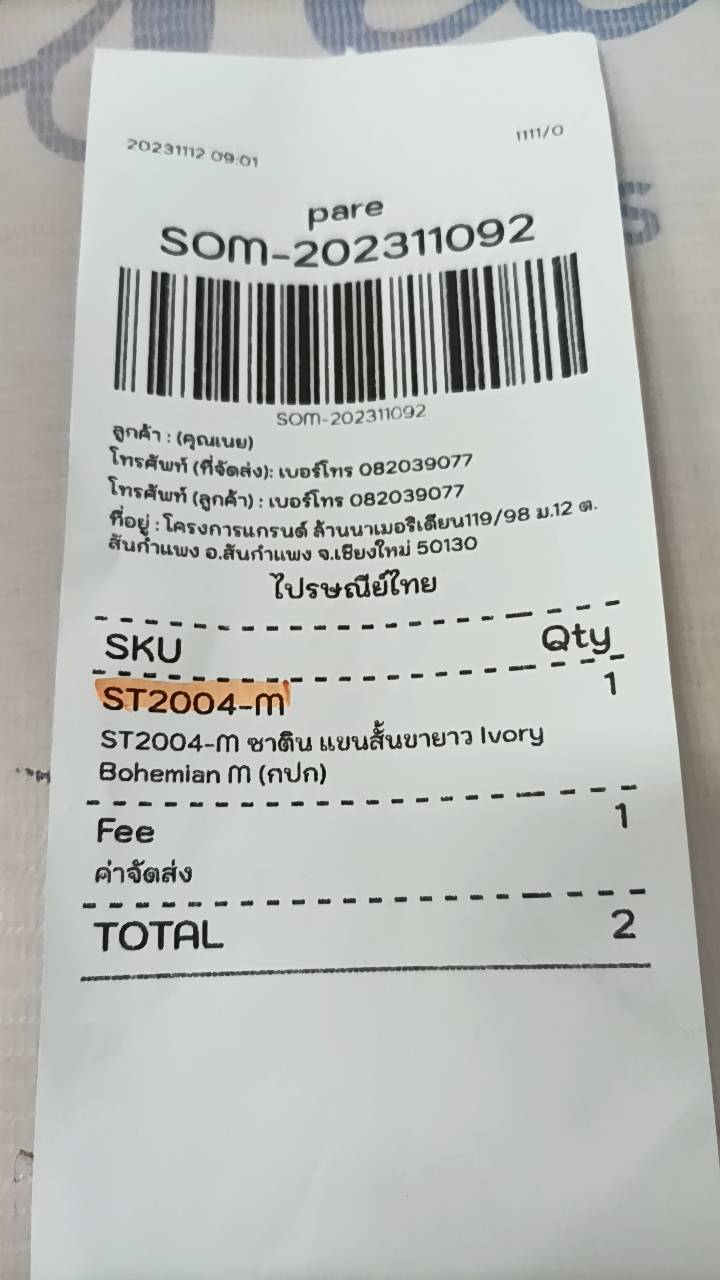 20231112 09:01
1111/0
pare
SOM-202311092
SOM-202311092
ลูกค้า : (คุณเนย)
โทรศัพท์ (ที่จัดส่ง): เบอร์โทร 082039077
โทรศัพท์ (ลูกค้า) : เบอร์โทร 082039077
ที่อยู่ : โครงการแกรนด์ ล้านนาเมอริเดียน119/98 ม.12 ต.
สันกำแพง อ.สันกำแพง จ.เชียงใหม่ 50130
ไปรษณีย์ไทย
SKU Qty
ST2004-M 1
ST2004-M ซาติน แขนสั้นขายาว Ivory
Bohemian M (กปก)
Fee 1
ค่าจัดส่ง
TOTAL 2